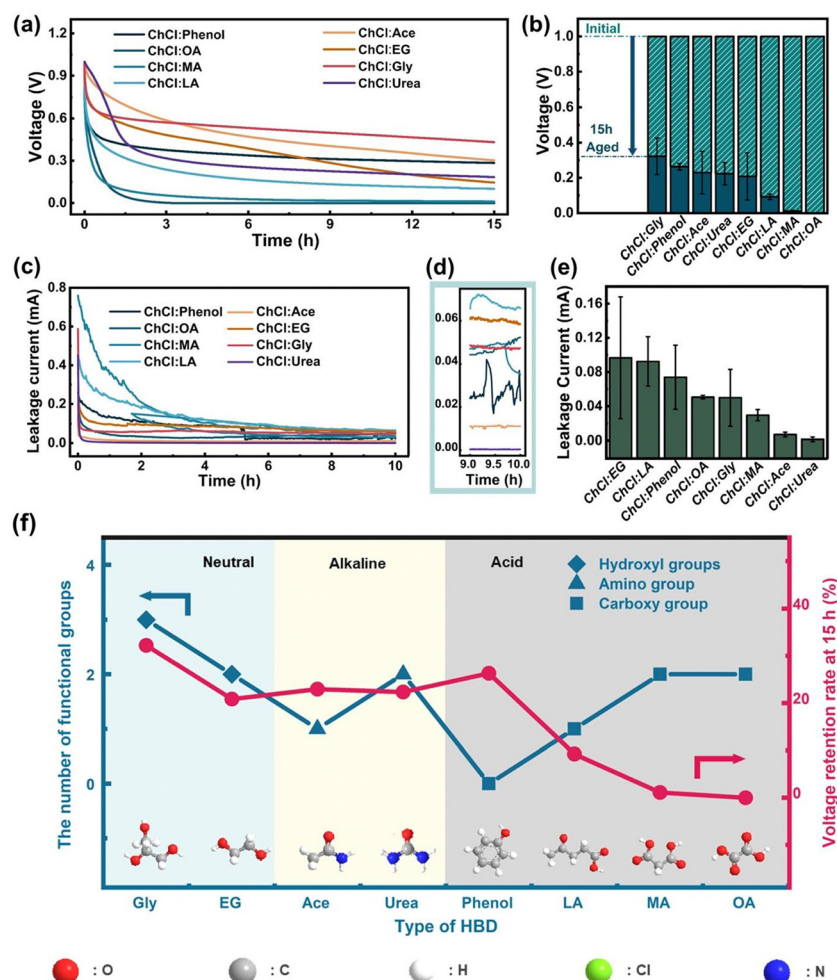 (a)
1.2
0.9
0.6
0.3
0.0
Voltage (V)
ChCl:Phenol
ChCl:OA
ChCl:MA
ChCl:LA
ChCl:Ace
ChCl:EG
ChCl:Gly
ChCl:Urea
0 3 6 9 12 15
Time (h)
(b)
1.0
0.8
0.6
0.4
0.2
0.0
Voltage (V)
Initial
15h
Aged
ChCl:Gly
ChCl:Phenol
ChCl:Ace
ChCl:Urea
ChCl:EG
ChCl:LA
ChCl:MA
ChCl:OA
(c)
0.8
0.6
0.4
0.2
0.0
Leakage current (mA)
ChCl:Phenol
ChCl:OA
ChCl:MA
ChCl:LA
ChCl:Ace
ChCl:EG
ChCl:Gly
ChCl:Urea
0 2 4 6 8 10
Time (h)
(d)
0.06
0.04
0.02
0.00
9.0 9.5 10.0
Time (h)
(e)
0.16
0.12
0.08
0.04
0.00
Leakage Current (mA)
ChCl:EG
ChCl:LA
ChCl:Phenol
ChCl:OA
ChCl:Gly
ChCl:MA
ChCl:Ace
ChCl:Urea
(f)
Neutral
Alkaline
Acid
Hydroxyl groups
Amino group
Carboxy group
4
2
0
The number of functional groups
40
20
0
Voltage retention rate at 15 h (%)
Gly EG Ace Urea Phenol LA MA OA
Type of HBD
: O : C : H : Cl : N